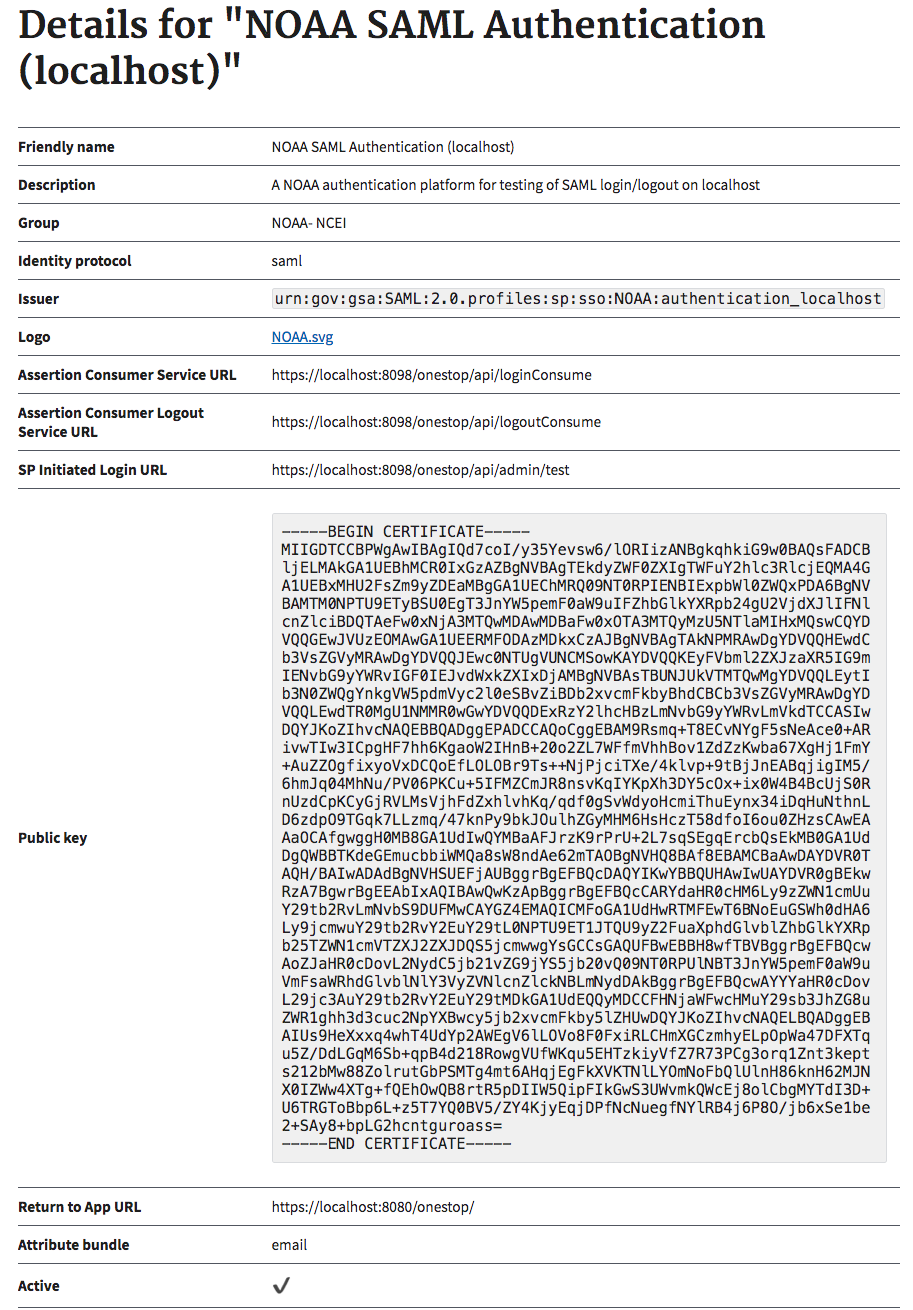 Details for "NOAA SAML Authentication
(localhost)"
Friendly name NOAA SAML Authentication (localhost)
Description A NOAA authentication platform for testing of SAML login/logout on localhost
Group NOAA- NCEI
Identity protocol saml
Issuer urn:gov:gsa:SAML:2.0.profiles:sp:sso:NOAA:authentication_localhost
Logo NOAA.svg
Assertion Consumer Service URL https://localhost:8098/onestop/api/loginConsume
Assertion Consumer Logout
Service URL https://localhost:8098/onestop/api/logoutConsume
SP Initiated Login URL https://localhost:8098/onestop/api/admin/test
Public key
-----BEGIN CERTIFICATE-----
MIIGDTCCBPWgAwIBAgIQd7coI/y35Yevsw6/lORIizANBgkqhkiG9w0BAQsFADCB
ljELMAkGA1UEBhMCR0IxGzAZBgNVBAgTEkdyZWF0ZXIgTWFuY2hlc3RlcjEQMA4G
A1UEBxMHU2FsZm9yZDEaMBgGA1UEChMRQ09NT0RPIENBIExpbWl0ZWQxPDA6BgNV
BAMTM0NPTU9ETyBSU0EgT3JnYW5pemF0aW9uIFZhbGlkYXRpb24gU2VjdXJlIFNl
cnZlciBDQTAeFw0xNjA3MTQwMDAwMDBaFw0xOTA3MTQyMzU5NTlaMIHxMQswCQYD
VQQGEwJVUzEOMAwGA1UEERMFODAzMDkxCzAJBgNVBAgTAkNPMRAwDgYDVQQHEwdC
b3VsZGVyMRAwDgYDVQQJEwc0NTUgVUNCMSowKAYDVQQKEyFVbml2ZXJzaXR5IG9m
IENvbG9yYWRvIGF0IEJvdWxkZXIxDjAMBgNVBAsTBUNJUkVTMTQwMgYDVQQLEytI
b3N0ZWQgYnkgVW5pdmVyc2l0eSBvZiBDb2xvcmFkbyBhdCBCb3VsZGVyMRAwDgYD
VQQLEwdTR0MgU1NMMR0wGwYDVQQDExRzY2lhcHBzLmNvbG9yYWRvLmVkdTCCASIw
DQYJKoZIhvcNAQEBBQADggEPADCCAQoCggEBAM9Rsmq+T8ECvNYgF5sNeAce0+AR
ivwTIw3ICpgHF7hh6KgaoW2IHnB+20o2ZL7WFfmVhhBov1ZdZzKwba67XgHj1FmY
+AuZZOgfixyoVxDCQoEfLOLOBr9Ts++NjPjciTXe/4klvp+9tBjJnEABqjigIM5/
6hmJq04MhNu/PV06PKCu+5IFMZCmJR8nsvKqIYKpXh3DY5cOx+ix0W4B4BcUjS0R
nUzdCpKCyGjRVLMsVjhFdZxhlvhKq/qdf0gSvWdyoHcmiThuEynx34iDqHuNthnL
D6zdpO9TGqk7LLzmq/47knPy9bkJOulhZGyMHM6HsHczT58dfoI6ou0ZHzsCAwEA
AaOCAfgwggH0MB8GA1UdIwQYMBaAFJrzK9rPrU+2L7sqSEgqErcbQsEkMB0GA1Ud
DgQWBBTKdeGEmucbbiWMQa8sW8ndAe62mTAOBgNVHQ8BAf8EBAMCBaAwDAYDVR0T
AQH/BAIwADAdBgNVHSUEFjAUBggrBgEFBQcDAQYIKwYBBQUHAwIwUAYDVR0gBEkw
RzA7BgwrBgEEAbIxAQIBAwQwKzApBggrBgEFBQcCARYdaHR0cHM6Ly9zZWN1cmUu
Y29tb2RvLmNvbS9DUFMwCAYGZ4EMAQICMFoGA1UdHwRTMFEwT6BNoEuGSWh0dHA6
Ly9jcmwuY29tb2RvY2EuY29tL0NPTU9ET1JTQU9yZ2FuaXphdGlvblZhbGlkYXRp
b25TZWN1cmVTZXJ2ZXJDQS5jcmwwgYsGCCsGAQUFBwEBBH8wfTBVBggrBgEFBQcw
AoZJaHR0cDovL2NydC5jb21vZG9jYS5jb20vQ09NT0RPUlNBT3JnYW5pemF0aW9u
VmFsaWRhdGlvblNlY3VyZVNlcnZlckNBLmNydDAkBggrBgEFBQcwAYYYaHR0cDov
L29jc3AuY29tb2RvY2EuY29tMDkGA1UdEQQyMDCCFHNjaWFwcHMuY29sb3JhZG8u
ZWR1ghh3d3cuc2NpYXBwcy5jb2xvcmFkby5lZHUwDQYJKoZIhvcNAQELBQADggEB
AIUs9HeXxxq4whT4UdYp2AWEgV6lLOVo8F0FxiRLCHmXGCzmhyELpOpWa47DFXTq
u5Z/DdLGqM6Sb+qpB4d218RowgVUfWKqu5EHTzkiyVfZ7R73PCg3orq1Znt3kept
s212bMw88ZolrutGbPSMTg4mt6AHqjEgFkXVKTNlLYOmNoFbQlUlnH86knH62MJN
X0IZWw4XTg+fQEhOwQB8rtR5pDIIW5QipFIkGwS3UWvmkQWcEj8olCbgMYTdI3D+
U6TRGToBbp6L+z5T7YQ0BV5/ZY4KjyEqjDPfNcNuegfNYlRB4j6P8O/jb6xSe1be
2+SAy8+bpLG2hcntguroass=
-----END CERTIFICATE-----
Return to App URL https://localhost:8080/onestop/
Attribute bundle email
Active ✔